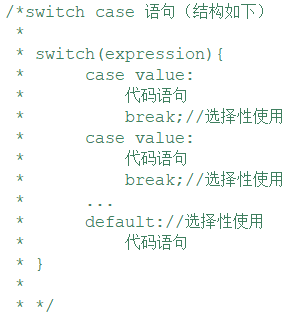 /*switch case 语句（结构如下）
 *
 * switch(expression){
 *     case value:
 *         代码语句
 *         break;//选择性使用
 *     case value:
 *         代码语句
 *         break;//选择性使用
 *     ...
 *     default://选择性使用
 *         代码语句
 * }
 *
 * */